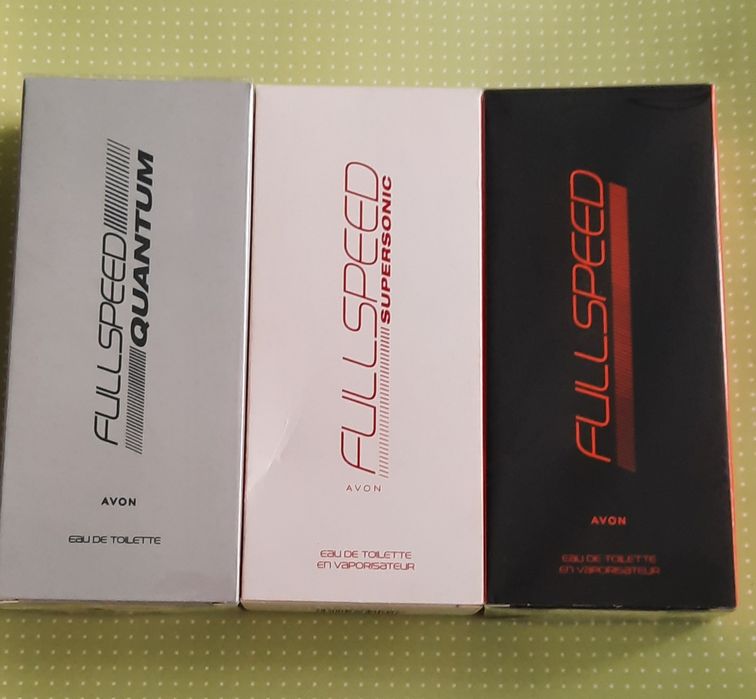 FULLSPEED
QUANTUM
AVON
EAU DE TOILETTE
FULLSPEED
SUPERSONIC
AVON
EAU DE TOILETTE
EN VAPORISATEUR
FULLSPEED
AVON
EAU DE TOILETTE
EN VAPORISATEUR